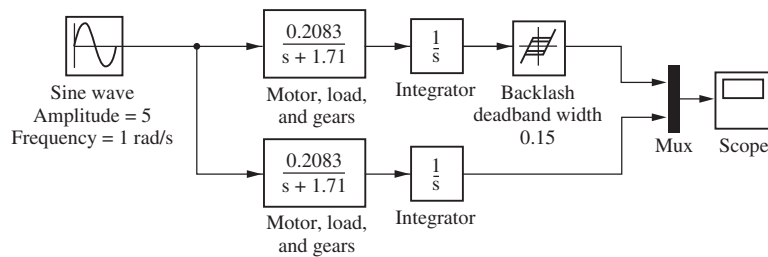 0.2083
s + 1.71
1
s
Sine wave
Amplitude = 5
Frequency = 1 rad/s
Motor, load,
and gears
Integrator
Backlash
deadband width
0.15
Mux
Scope
0.2083
s + 1.71
1
s
Motor, load,
and gears
Integrator